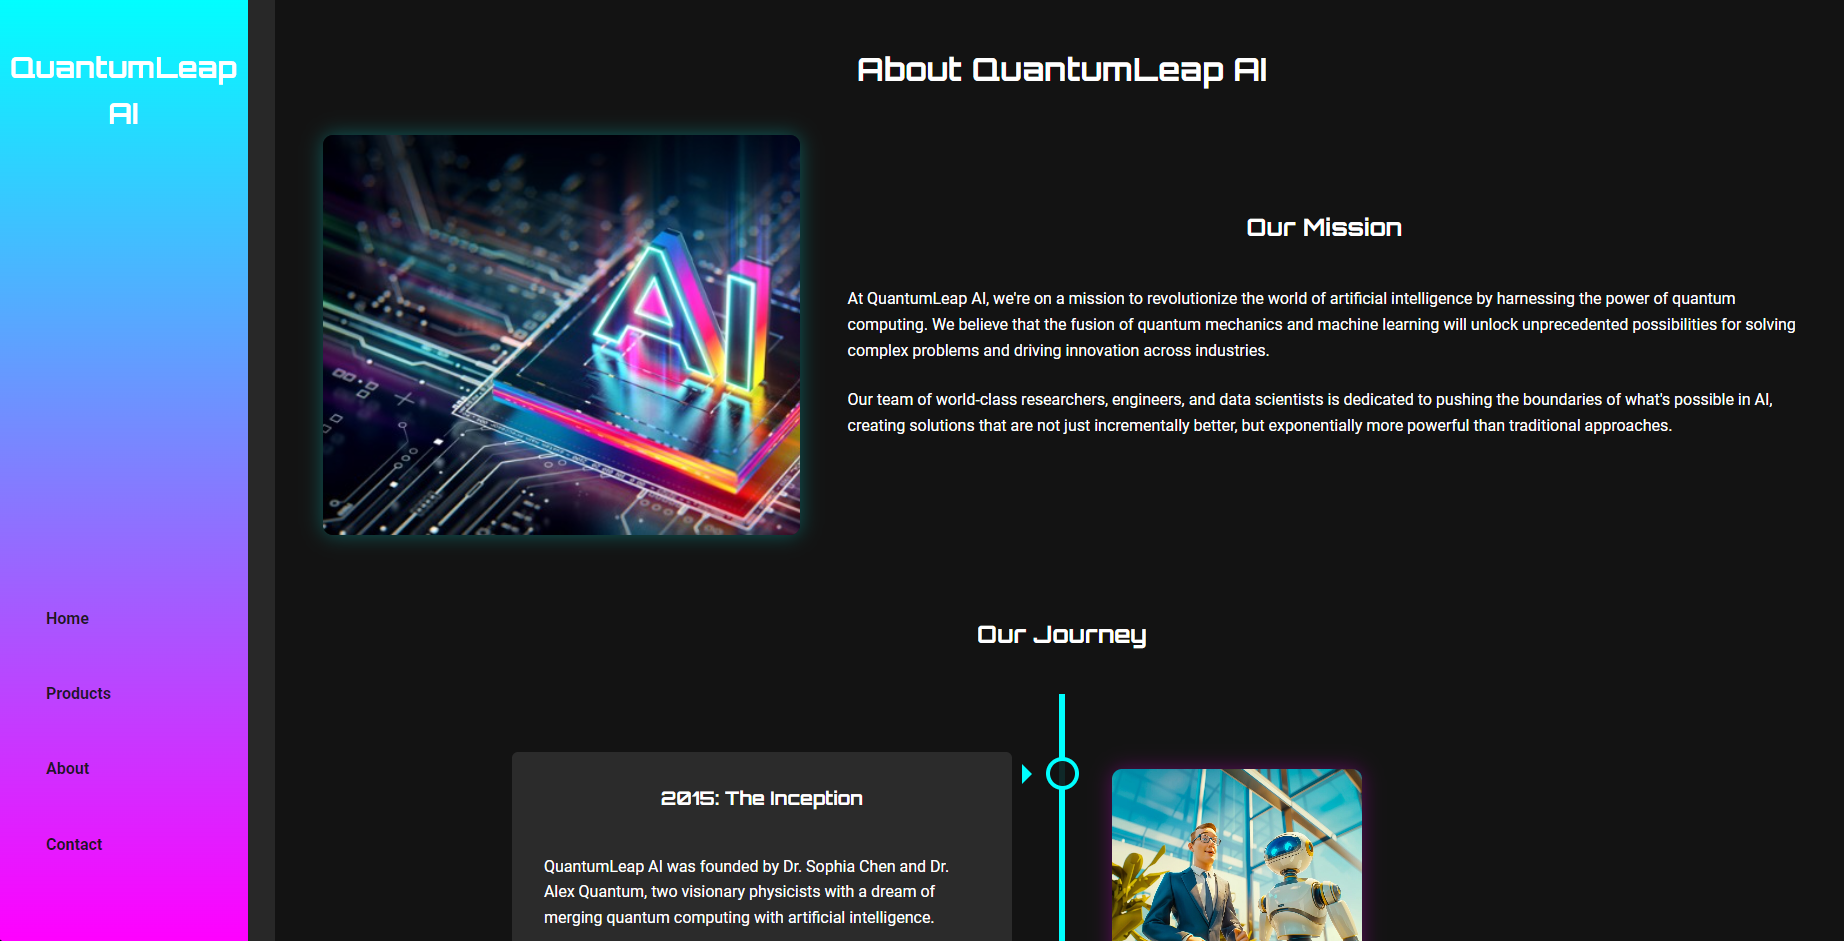 QuantumLeap
AI
Home
Products
About
Contact
About QuantumLeap AI
AI
Our Mission
At QuantumLeap AI, we're on a mission to revolutionize the world of artificial intelligence by harnessing the power of quantum
computing. We believe that the fusion of quantum mechanics and machine learning will unlock unprecedented possibilities for solving
complex problems and driving innovation across industries.
Our team of world-class researchers, engineers, and data scientists is dedicated to pushing the boundaries of what's possible in AI,
creating solutions that are not just incrementally better, but exponentially more powerful than traditional approaches.
Our Journey
2015: The Inception
QuantumLeap AI was founded by Dr. Sophia Chen and Dr.
Alex Quantum, two visionary physicists with a dream of
merging quantum computing with artificial intelligence.